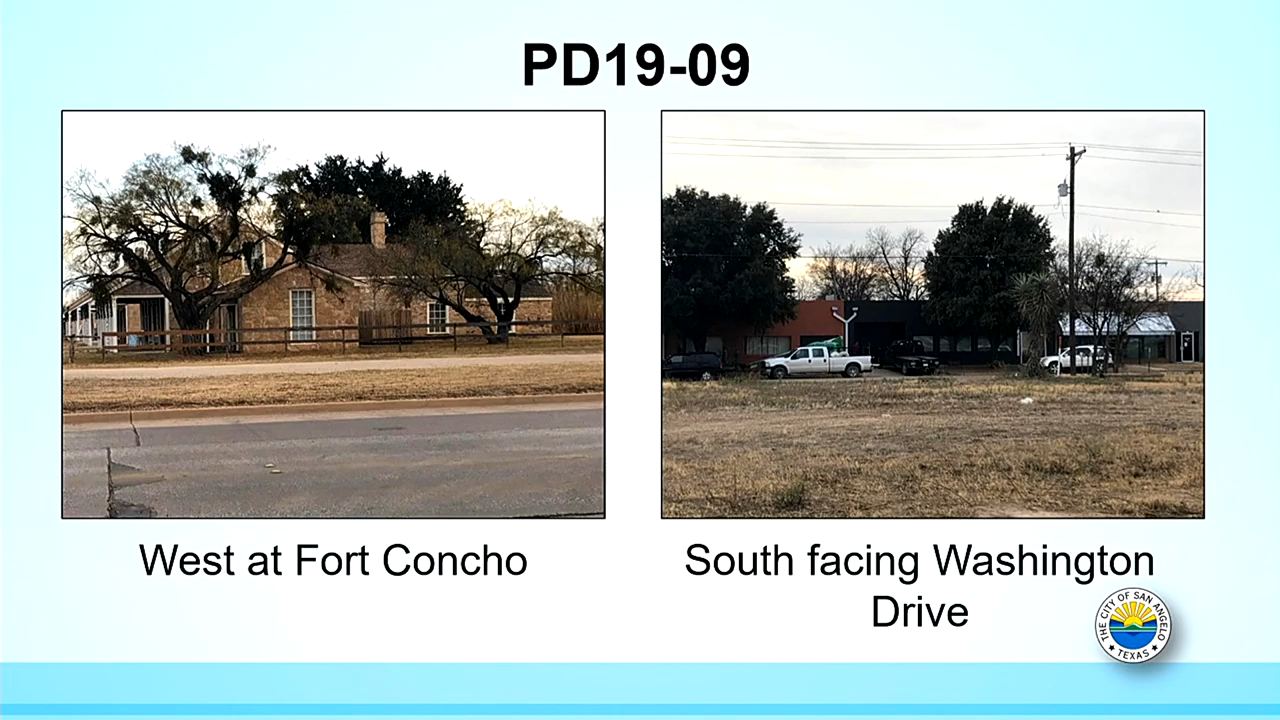 PD19-09
West at Fort Concho
South facing Washington
Drive
THE CITY OF SAN ANGELO
TEXAS